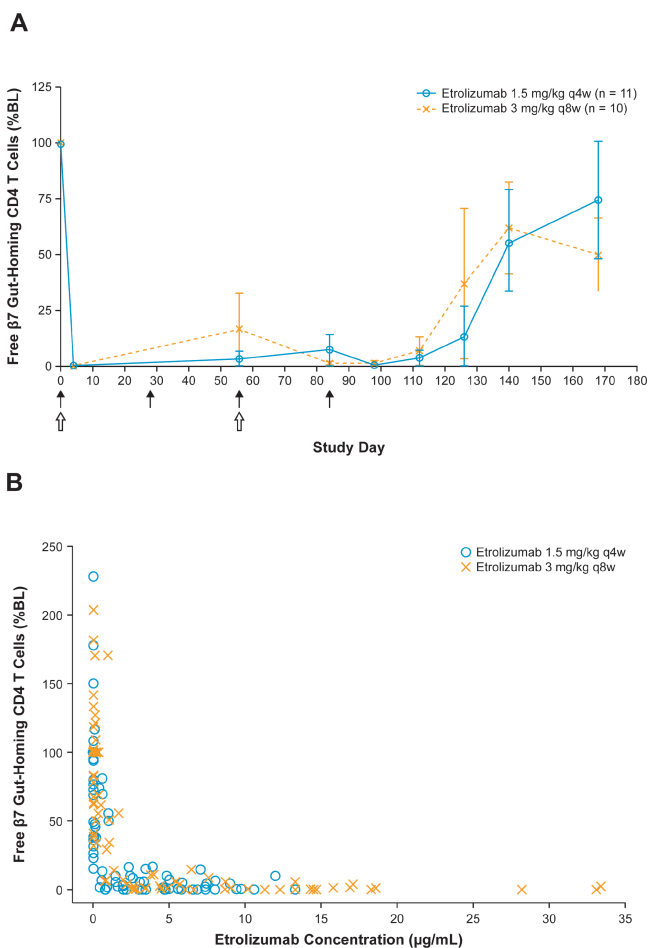 A
Free β7 Gut-Homing CD4 T Cells (%BL)
125
100
75
50
25
0
Etrolizumab 1.5 mg/kg q4w (n = 11)
Etrolizumab 3 mg/kg q8w (n = 10)
0 10 20 30 40 50 60 70 80 90 100 110 120 130 140 150 160 170 180
Study Day
B
Free β7 Gut-Homing CD4 T Cells (%BL)
250
200
150
100
50
0
Etrolizumab 1.5 mg/kg q4w
Etrolizumab 3 mg/kg q8w
0 5 10 15 20 25 30 35
Etrolizumab Concentration (µg/mL)